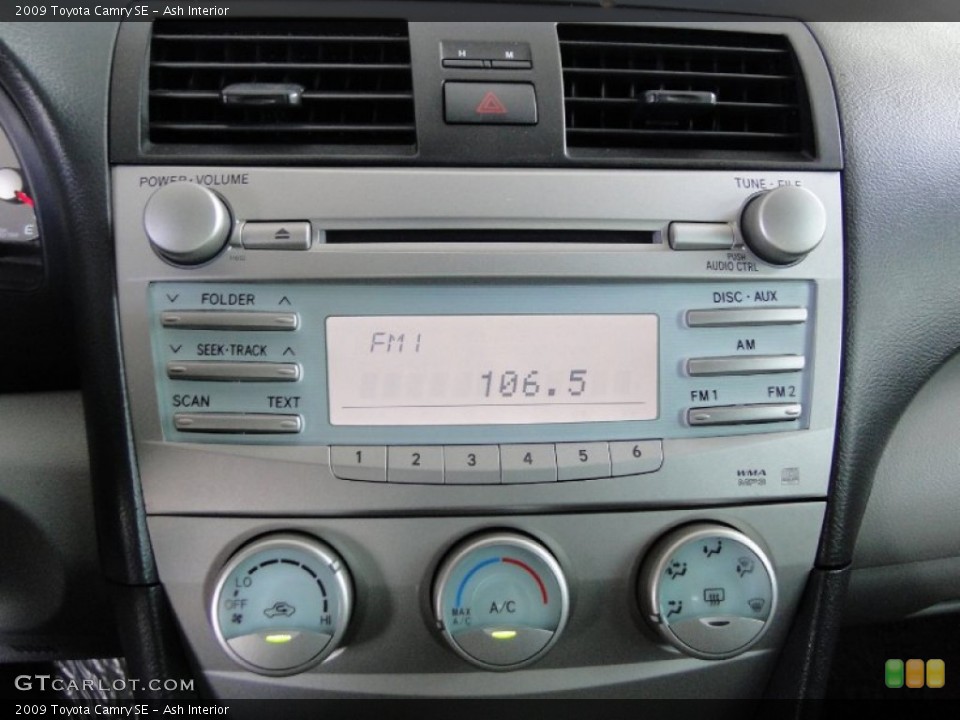 2009 Toyota Camry SE - Ash Interior
H M
POWER·VOLUME
TUNE·FILE
PUSH
AUDIO CTRL
FOLDER
SEEK·TRACK
SCAN TEXT
FM1
106.5
DISC·AUX
AM
FM1 FM2
1 2 3 4 5 6
WMA
MP3
LO
OFF
HI
MAX
A/C
A/C
E
GTCARLOT.COM
2009 Toyota Camry SE - Ash Interior